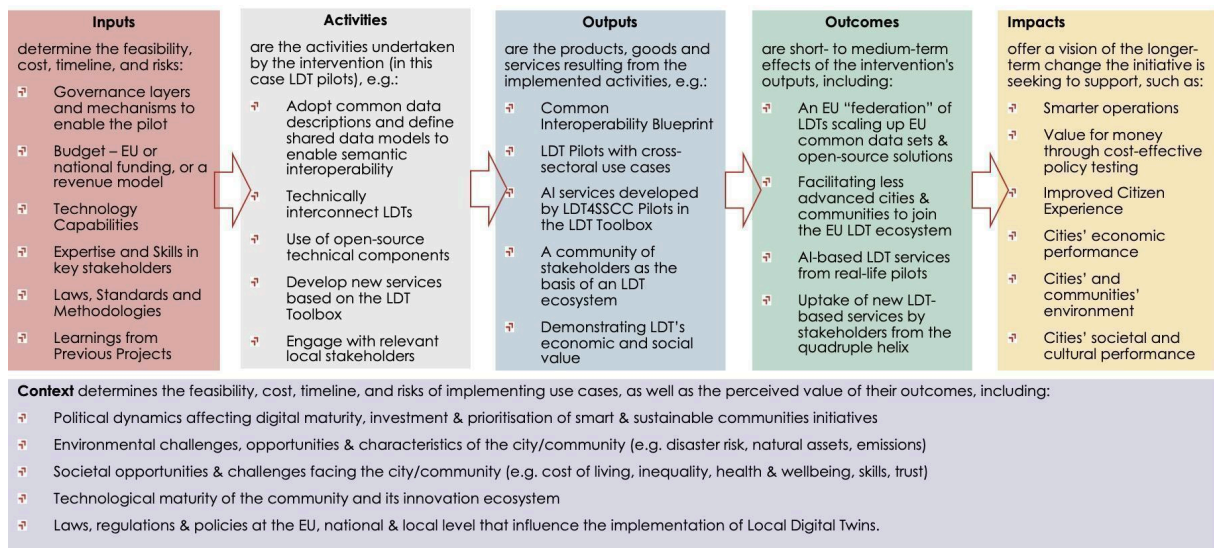 Inputs
determine the feasibility,
cost, timeline, and risks:
Governance layers
and mechanisms to
enable the pilot
Budget – EU or
national funding, or a
revenue model
Technology
Capabilities
Expertise and Skills in
key stakeholders
Laws, Standards and
Methodologies
Learnings from
Previous Projects
Activities
are the activities undertaken
by the intervention (in this
case LDT pilots), e.g.:
Adopt common data
descriptions and define
shared data models to
enable semantic
interoperability
Technically
interconnect LDTs
Use of open-source
technical components
Develop new services
based on the LDT
Toolbox
Engage with relevant
local stakeholders
Outputs
are the products, goods and
services resulting from the
implemented activities, e.g.:
Common
Interoperability Blueprint
LDT Pilots with cross-
sectoral use cases
AI services developed
by LDT4SSCC Pilots in
the LDT Toolbox
A community of
stakeholders as the
basis of an LDT
ecosystem
Demonstrating LDT's
economic and social
value
Outcomes
are short- to medium-term
effects of the intervention's
outputs, including:
An EU “federation” of
LDTs scaling up EU
common data sets &
open-source solutions
Facilitating less
advanced cities &
communities to join
the EU LDT ecosystem
AI-based LDT services
from real-life pilots
Uptake of new LDT-
based services by
stakeholders from the
quadruple helix
Impacts
offer a vision of the longer-
term change the initiative is
seeking to support, such as:
Smarter operations
Value for money
through cost-effective
policy testing
Improved Citizen
Experience
Cities' economic
performance
Cities' and
communities'
environment
Cities' societal and
cultural performance
Context determines the feasibility, cost, timeline, and risks of implementing use cases, as well as the perceived value of their outcomes, including:
Political dynamics affecting digital maturity, investment & prioritisation of smart & sustainable communities initiatives
Environmental challenges, opportunities & characteristics of the city/community (e.g. disaster risk, natural assets, emissions)
Societal opportunities & challenges facing the city/community (e.g. cost of living, inequality, health & wellbeing, skills, trust)
Technological maturity of the community and its innovation ecosystem
Laws, regulations & policies at the EU, national & local level that influence the implementation of Local Digital Twins.